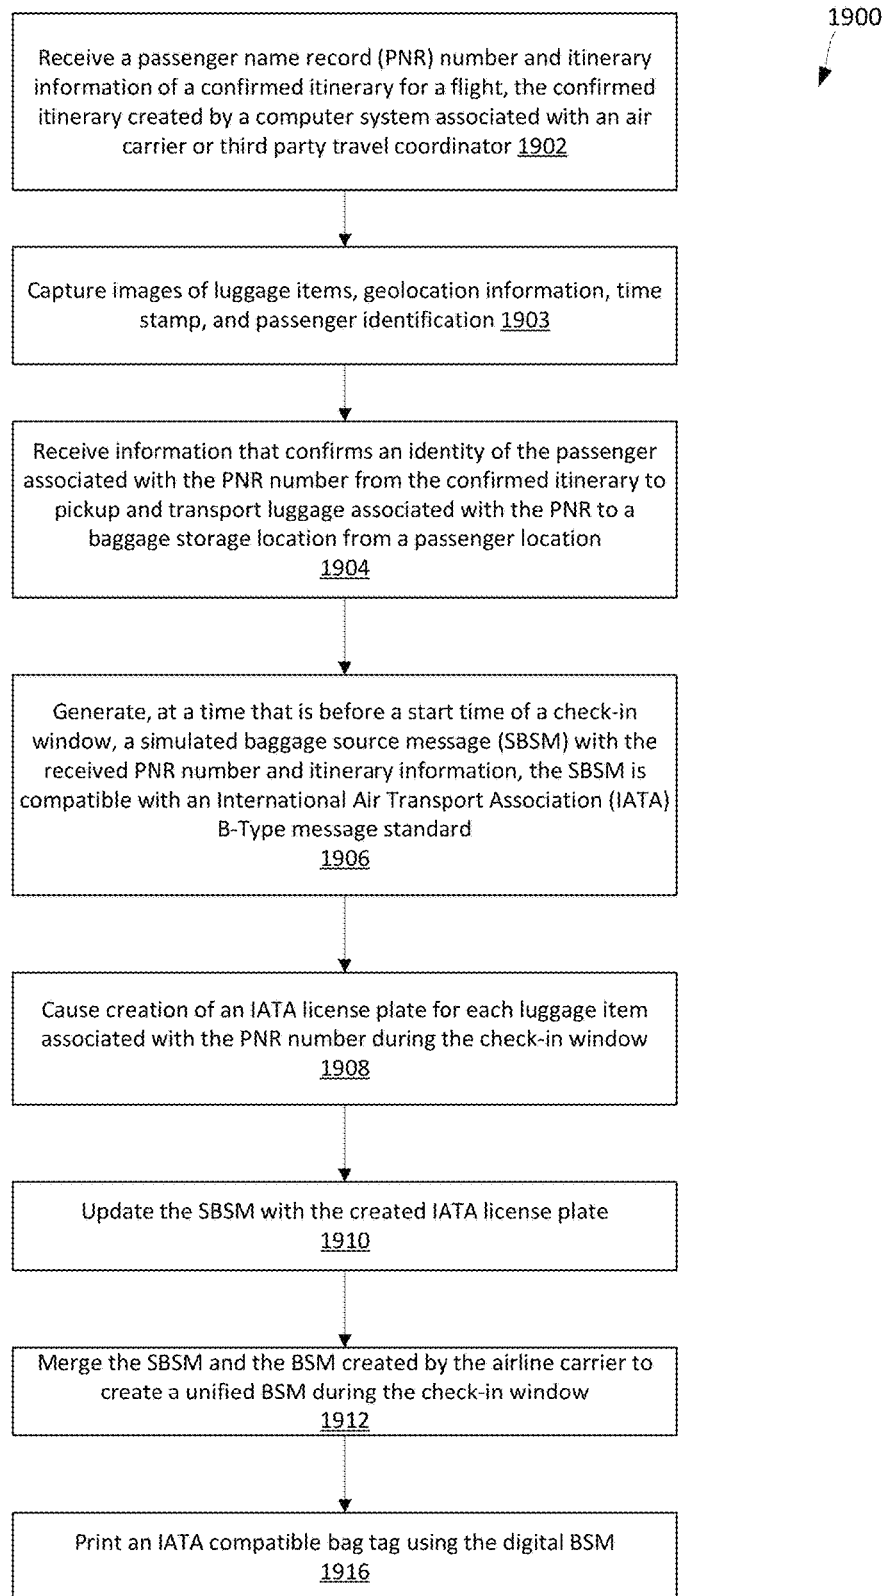 1900
Receive a passenger name record (PNR) number and itinerary
information of a confirmed itinerary for a flight, the confirmed
itinerary created by a computer system associated with an air
carrier or third party travel coordinator 1902
Capture images of luggage items, geolocation information, time
stamp, and passenger identification 1903
Receive information that confirms an identity of the passenger
associated with the PNR number from the confirmed itinerary to
pickup and transport luggage associated with the PNR to a
baggage storage location from a passenger location
1904
Generate, at a time that is before a start time of a check-in
window, a simulated baggage source message (SBSM) with the
received PNR number and itinerary information, the SBSM is
compatible with an International Air Transport Association (IATA)
B-Type message standard
1906
Cause creation of an IATA license plate for each luggage item
associated with the PNR number during the check-in window
1908
Update the SBSM with the created IATA license plate
1910
Merge the SBSM and the BSM created by the airline carrier to
create a unified BSM during the check-in window
1912
Print an IATA compatible bag tag using the digital BSM
1916